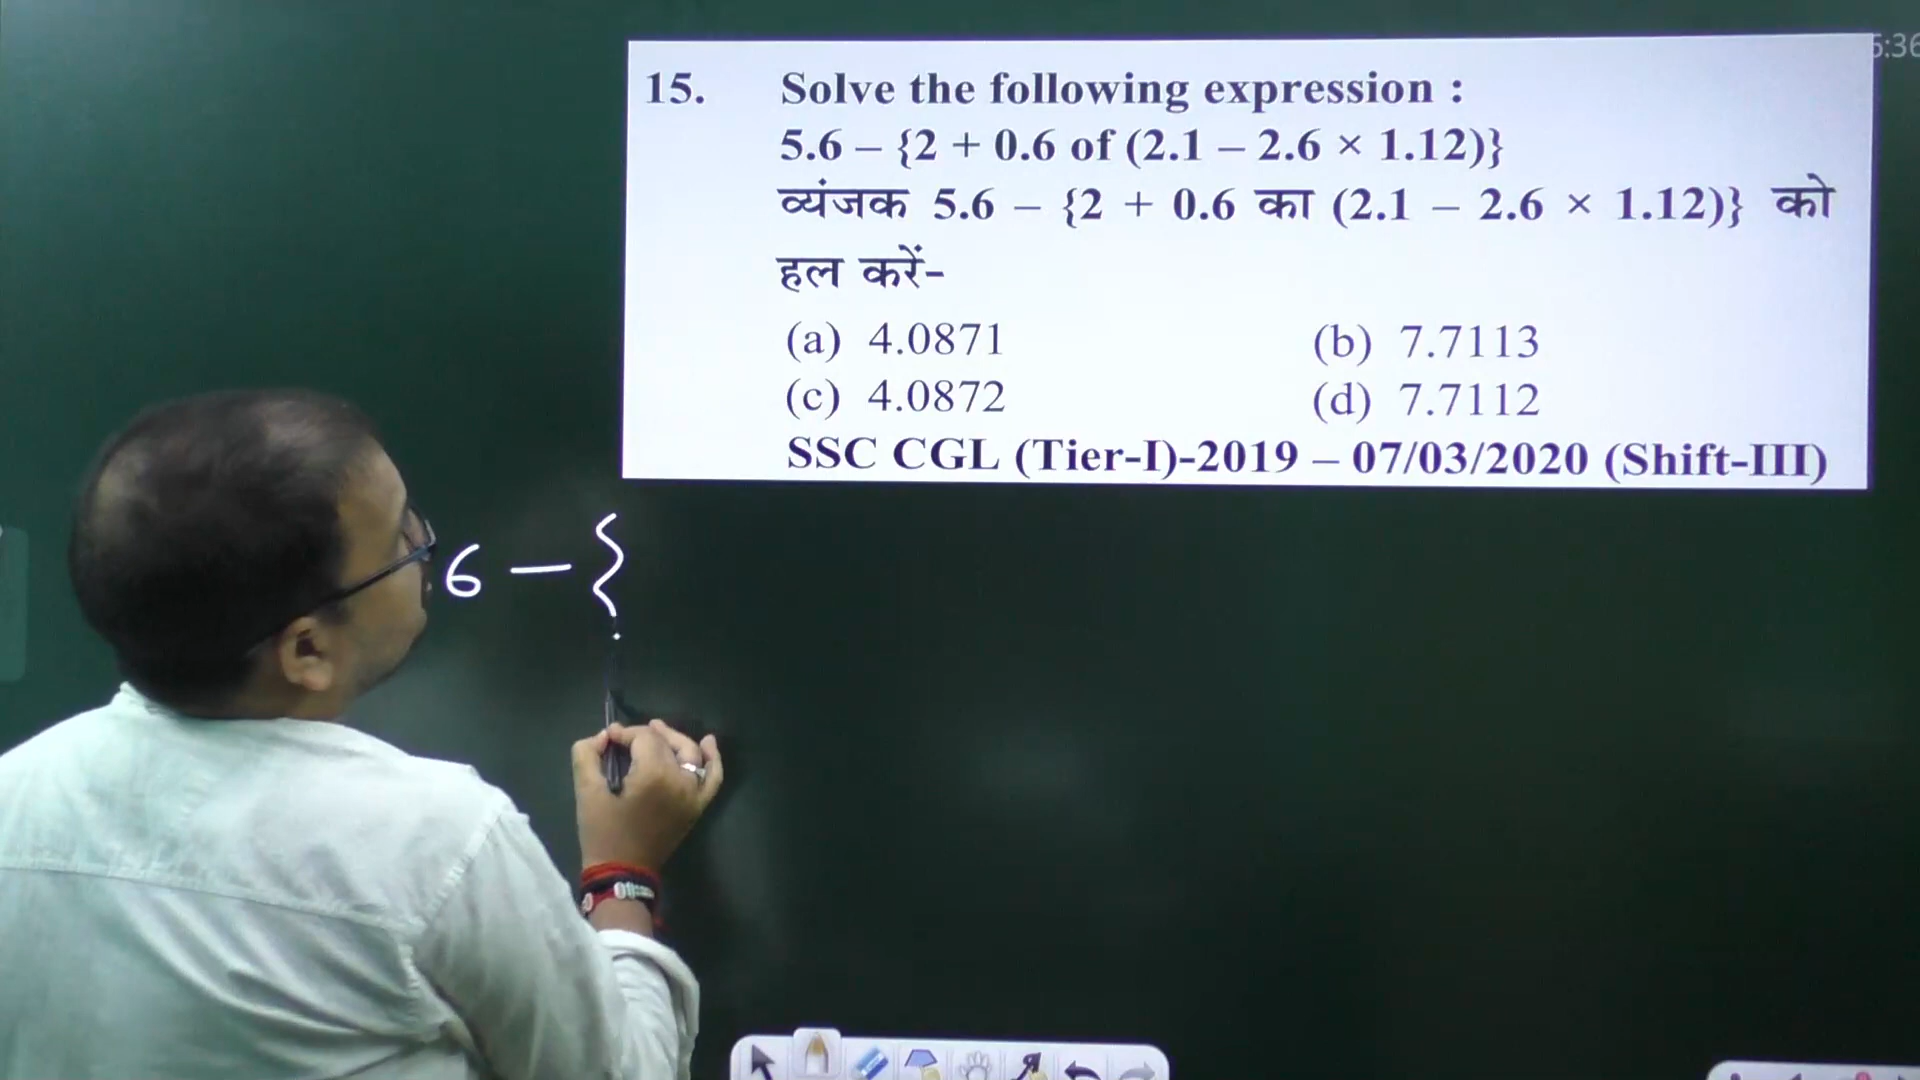 5:36
15. Solve the following expression :
5.6 – {2 + 0.6 of (2.1 – 2.6 × 1.12)}
व्यंजक 5.6 – {2 + 0.6 का (2.1 – 2.6 × 1.12)} को
हल करें-
(a) 4.0871 (b) 7.7113
(c) 4.0872 (d) 7.7112
SSC CGL (Tier-I)-2019 – 07/03/2020 (Shift-III)
.6 – {